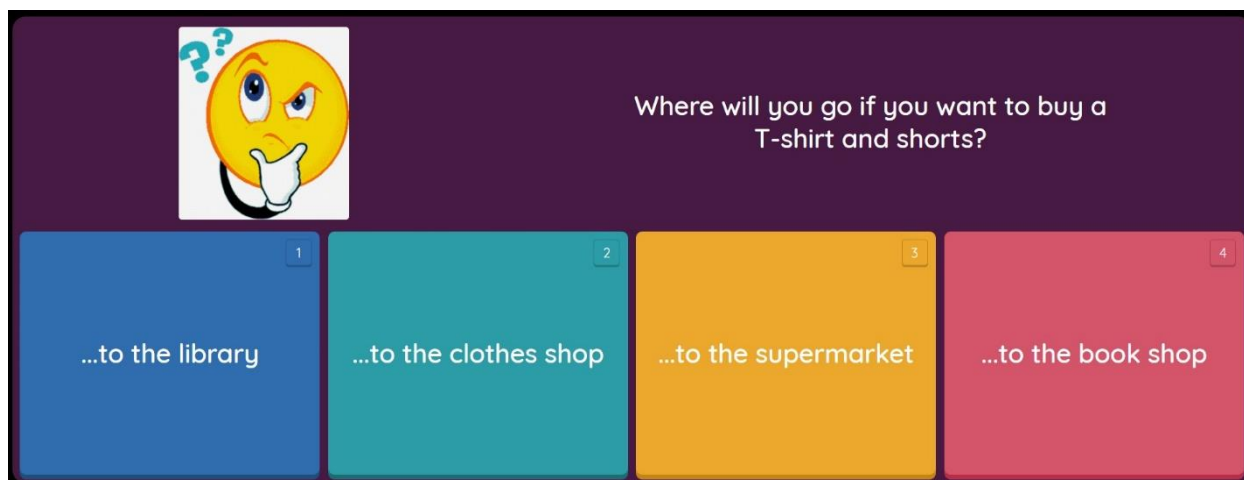 ??
Where will you go if you want to buy a
T-shirt and shorts?
1
...to the library
2
...to the clothes shop
3
...to the supermarket
4
...to the book shop